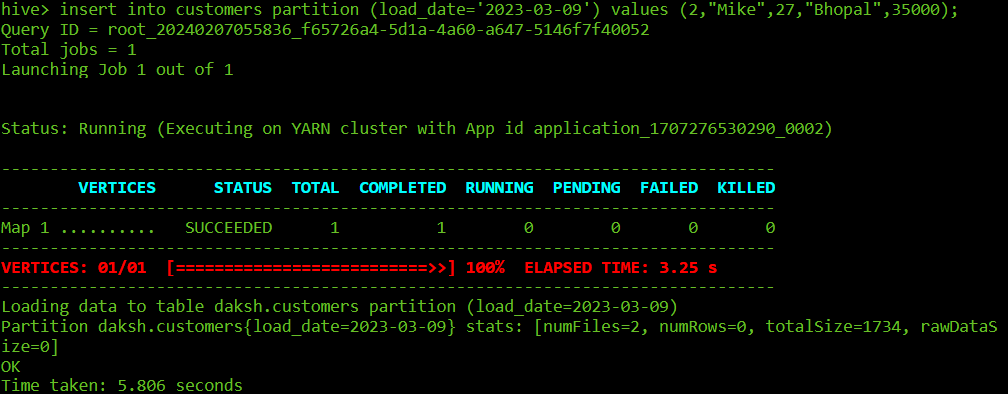 hive> insert into customers partition (load_date='2023-03-09') values (2,"Mike",27,"Bhopal",35000);
Query ID = root_20240207055836_f65726a4-5d1a-4a60-a647-5146f7f40052
Total jobs = 1
Launching Job 1 out of 1
Status: Running (Executing on YARN cluster with App id application_1707276530290_0002)
--------------------------------------------------------------------------------
VERTICES STATUS TOTAL COMPLETED RUNNING PENDING FAILED KILLED
--------------------------------------------------------------------------------
Map 1 .......... SUCCEEDED 1 1 0 0 0 0
--------------------------------------------------------------------------------
VERTICES: 01/01 [==========================>>] 100% ELAPSED TIME: 3.25 s
--------------------------------------------------------------------------------
Loading data to table daksh.customers partition (load_date=2023-03-09)
Partition daksh.customers{load_date=2023-03-09} stats: [numFiles=2, numRows=0, totalSize=1734, rawDataS
ize=0]
OK
Time taken: 5.806 seconds